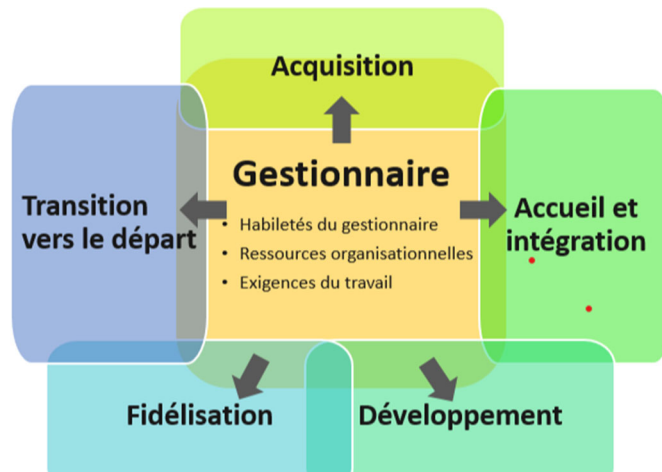 Acquisition
Gestionnaire
• Habiletés du gestionnaire
• Ressources organisationnelles
• Exigences du travail
Transition
vers le départ
Accueil et
intégration
Fidélisation
Développement